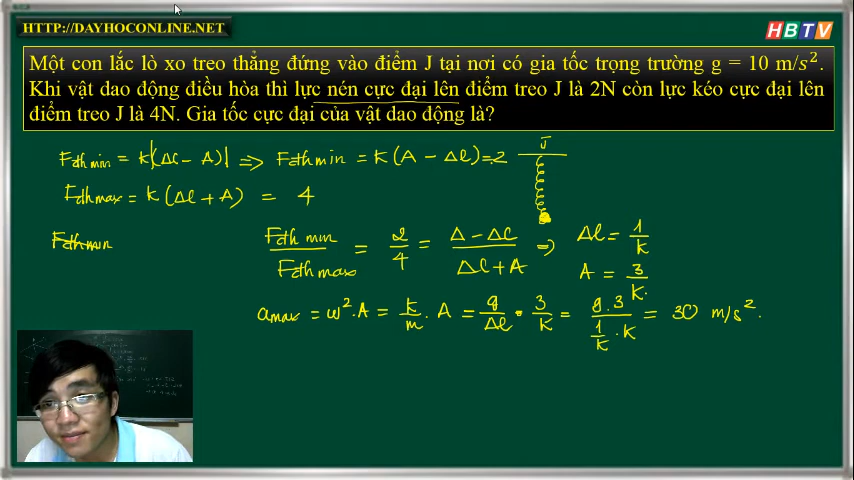 HTTP://DAYHOCONLINE.NET
HBTV
Một con lắc lò xo treo thẳng đứng vào điểm J tại nơi có gia tốc trọng trường g = 10 m/s².
Khi vật dao động điều hòa thì lực nén cực đại lên điểm treo J là 2N còn lực kéo cực đại lên
điểm treo J là 4N. Gia tốc cực đại của vật dao động là?
Fđh min = k|(Δl - A)| => Fđh min = k(A - Δl) = 2
J
Fđh max = k(Δl + A) = 4
Fđh min
Fđh min / Fđh max = 2/4 = (A - Δl) / (Δl + A) => Δl = 1/k
A = 3/k.
amax = ω².A = k/m . A = g/Δl . 3/k = g.3 / (1/k . k) = 30 m/s².